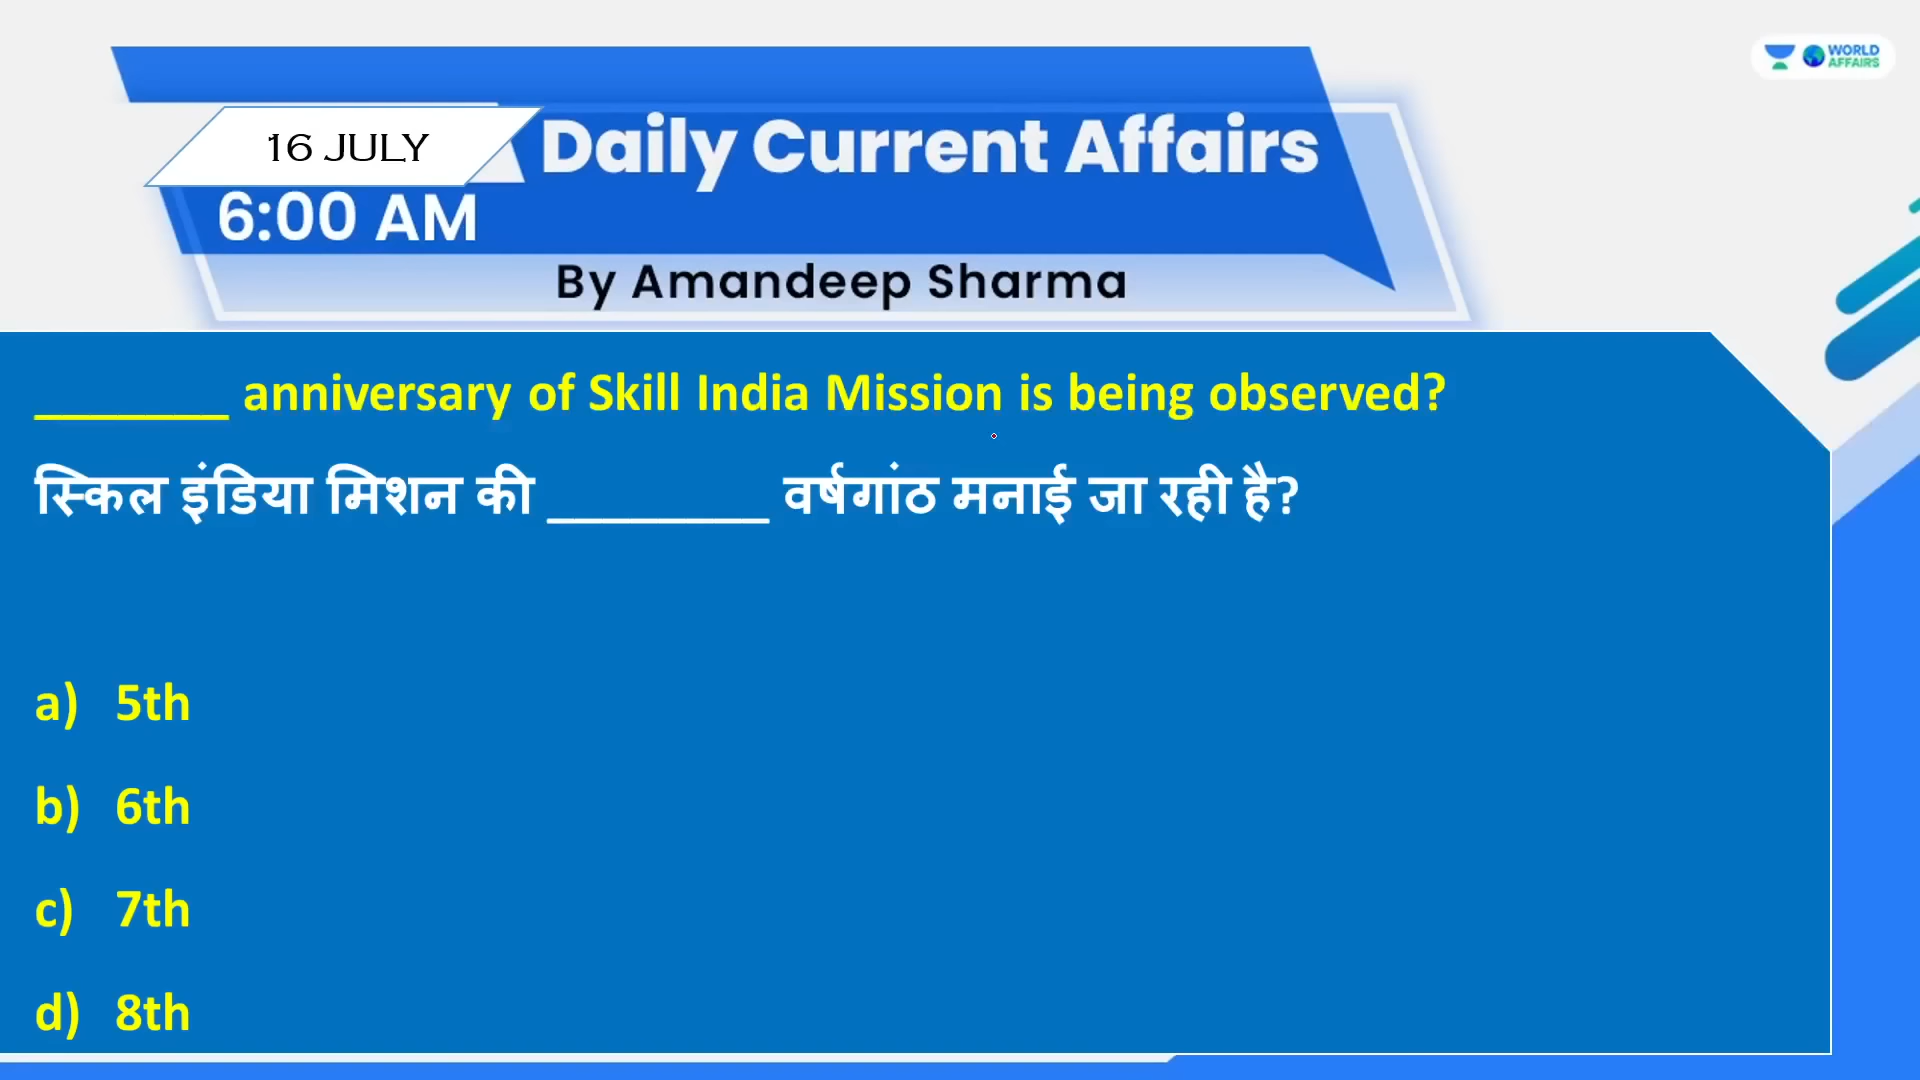 WORLD
AFFAIRS
16 JULY
Daily Current Affairs
6:00 AM
By Amandeep Sharma
_______ anniversary of Skill India Mission is being observed?
स्किल इंडिया मिशन की ________ वर्षगांठ मनाई जा रही है?
a) 5th
b) 6th
c) 7th
d) 8th